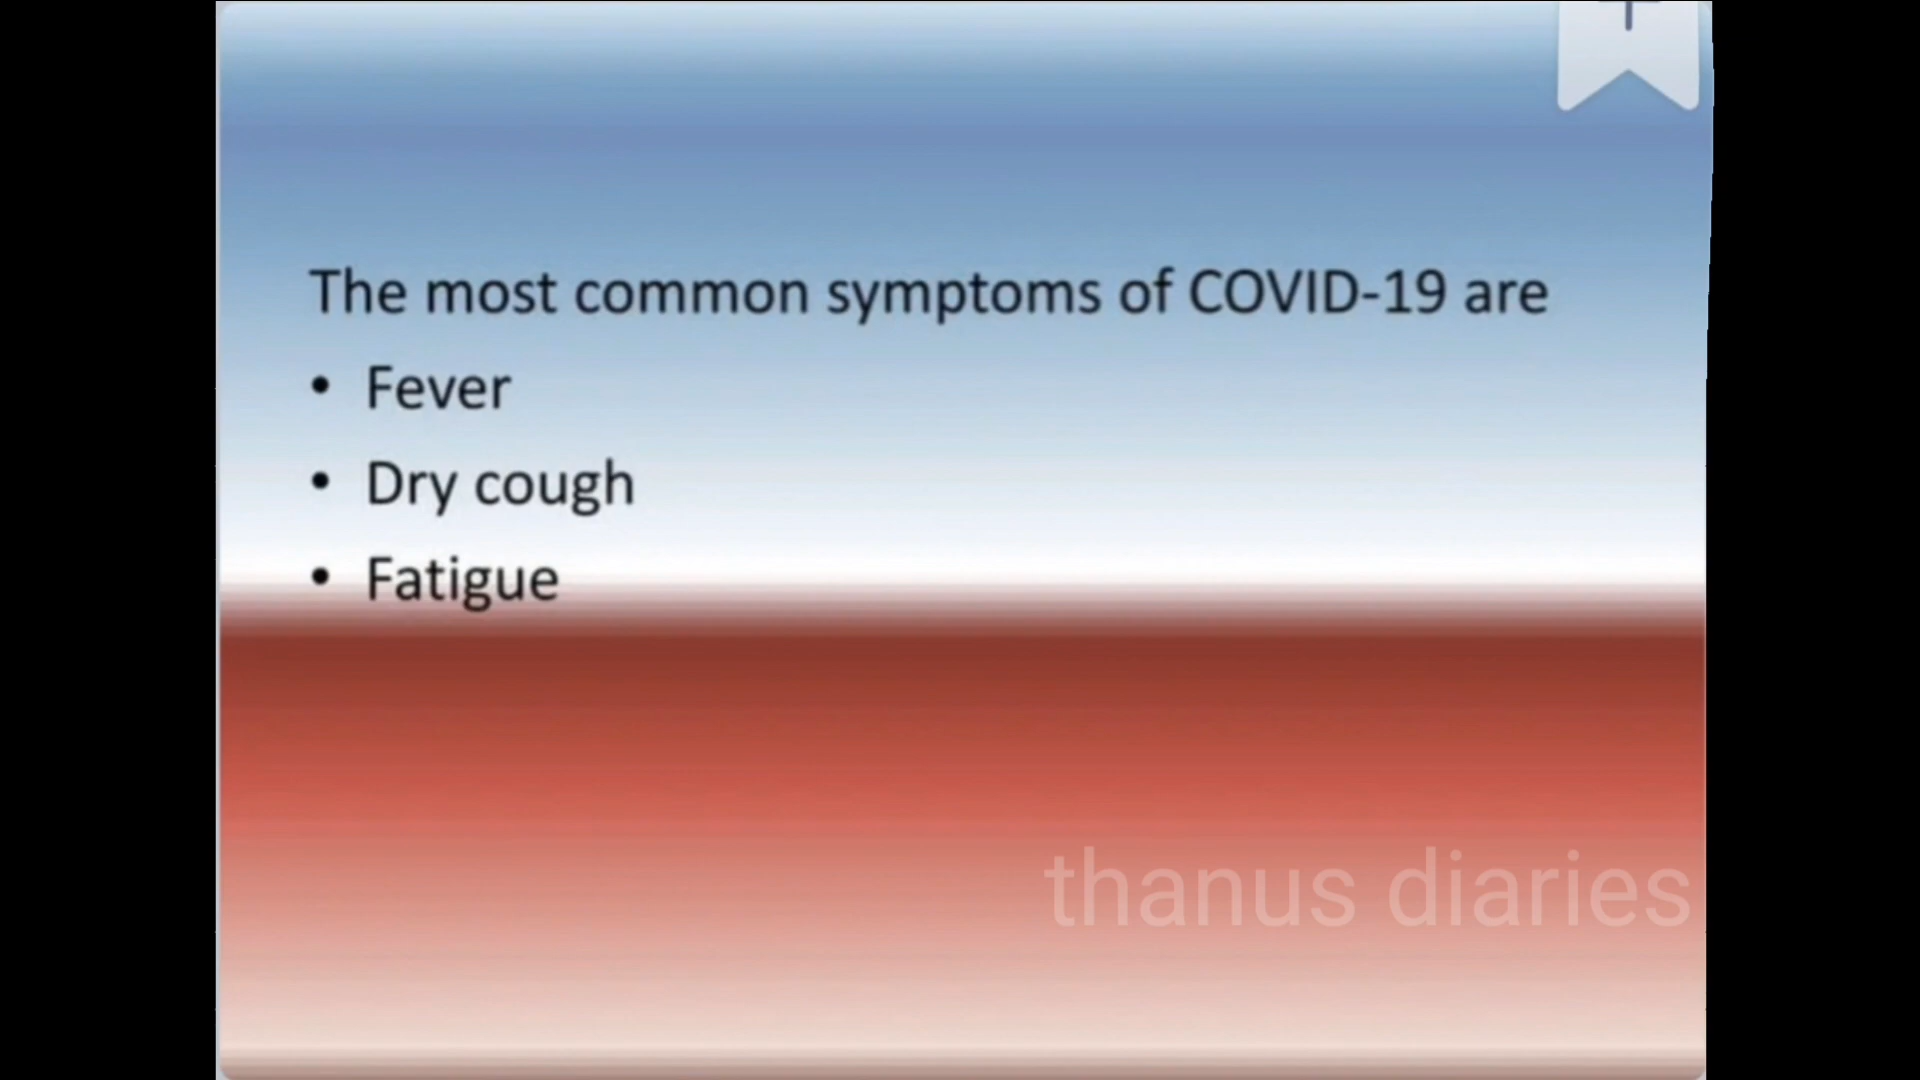 The most common symptoms of COVID-19 are
• Fever
• Dry cough
• Fatigue
thanus diaries